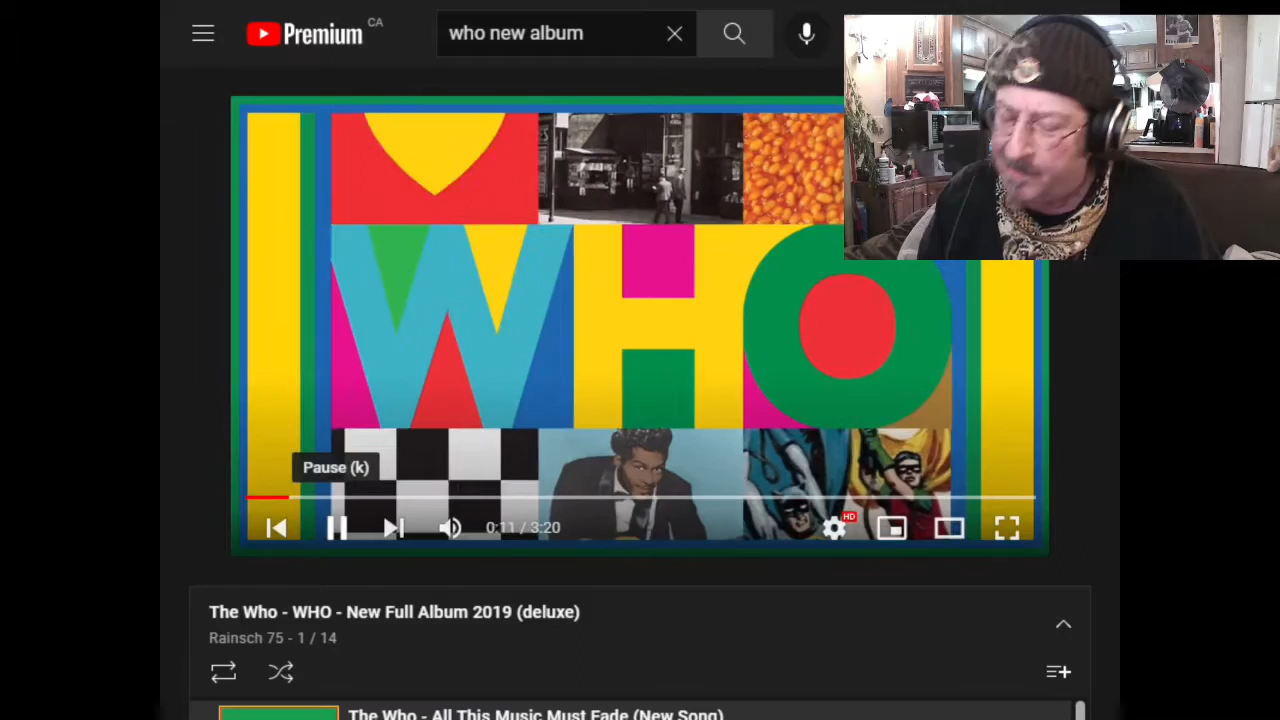 Premium CA
who new album
WHO
Pause (k)
0:11 / 3:20
HD
The Who - WHO - New Full Album 2019 (deluxe)
Rainsch 75 - 1 / 14
The Who - All This Music Must Fade (New Song)